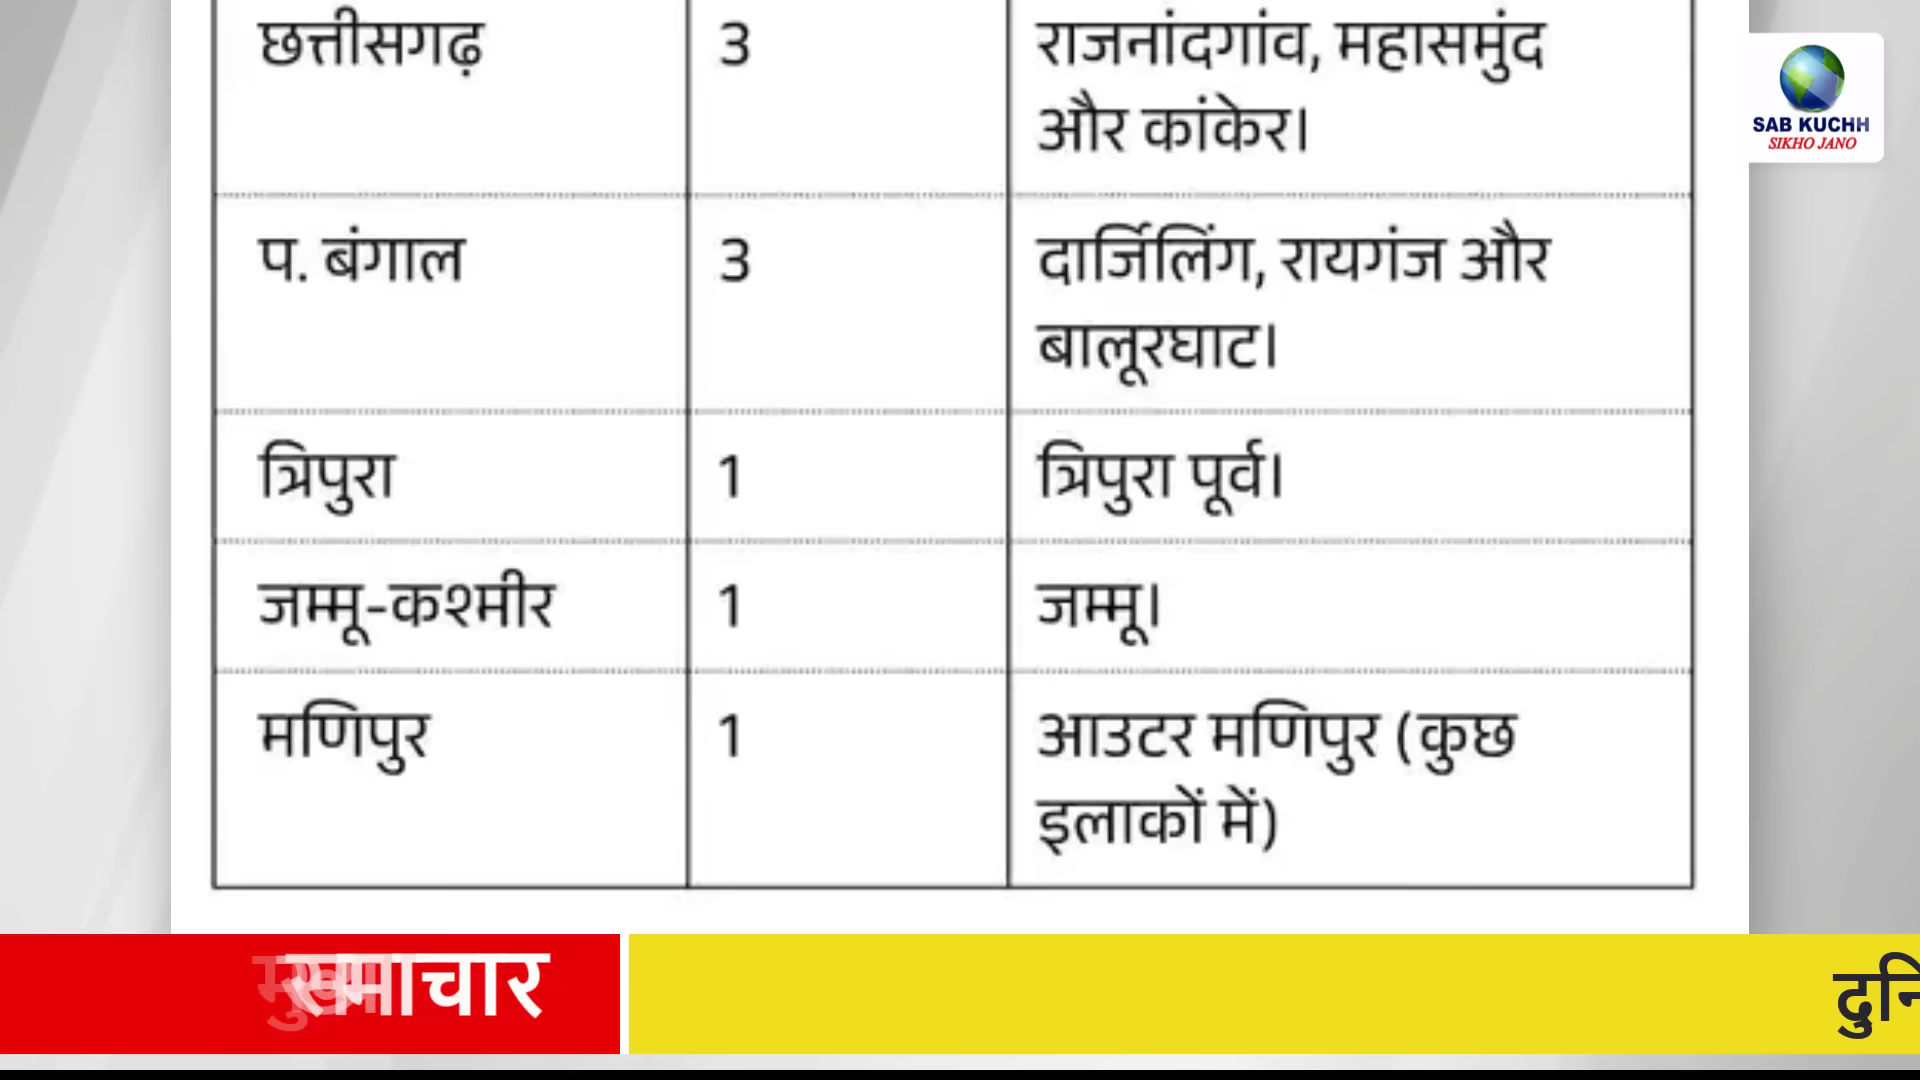 छत्तीसगढ़ 3 राजनांदगांव, महासमुंद
और कांकेर।
SAB KUCHH
SIKHO JANO
प. बंगाल 3 दार्जिलिंग, रायगंज और
बालूरघाट।
त्रिपुरा 1 त्रिपुरा पूर्व।
जम्मू-कश्मीर 1 जम्मू।
मणिपुर 1 आउटर मणिपुर (कुछ
इलाकों में)
समाचार